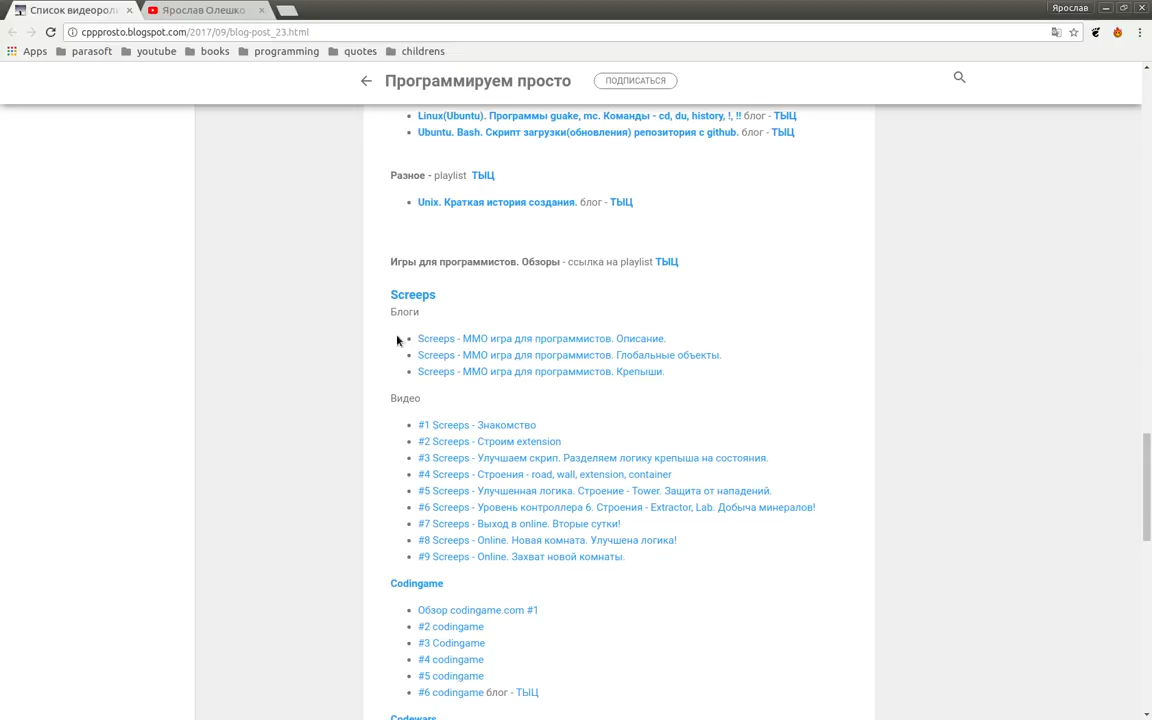 Список видеорол
Ярослав Олешко
Ярослав
cppprosto.blogspot.com/2017/09/blog-post_23.html
Apps parasoft youtube books programming quotes childrens
Программируем просто ПОДПИСАТЬСЯ
Linux(Ubuntu). Программы guake, mc. Команды - cd, du, history, !, !! блог - ТЫЦ
Ubuntu. Bash. Скрипт загрузки(обновления) репозитория с github. блог - ТЫЦ
Разное - playlist ТЫЦ
Unix. Краткая история создания. блог - ТЫЦ
Игры для программистов. Обзоры - ссылка на playlist ТЫЦ
Screeps
Блоги
Screeps - ММО игра для программистов. Описание.
Screeps - ММО игра для программистов. Глобальные объекты.
Screeps - ММО игра для программистов. Крепыши.
Видео
#1 Screeps - Знакомство
#2 Screeps - Строим extension
#3 Screeps - Улучшаем скрип. Разделяем логику крепыша на состояния.
#4 Screeps - Строения - road, wall, extension, container
#5 Screeps - Улучшенная логика. Строение - Tower. Защита от нападений.
#6 Screeps - Уровень контроллера 6. Строения - Extractor, Lab. Добыча минералов!
#7 Screeps - Выход в online. Вторые сутки!
#8 Screeps - Online. Новая комната. Улучшена логика!
#9 Screeps - Online. Захват новой комнаты.
Codingame
Обзор codingame.com #1
#2 codingame
#3 Codingame
#4 codingame
#5 codingame
#6 codingame блог - ТЫЦ
Codewars